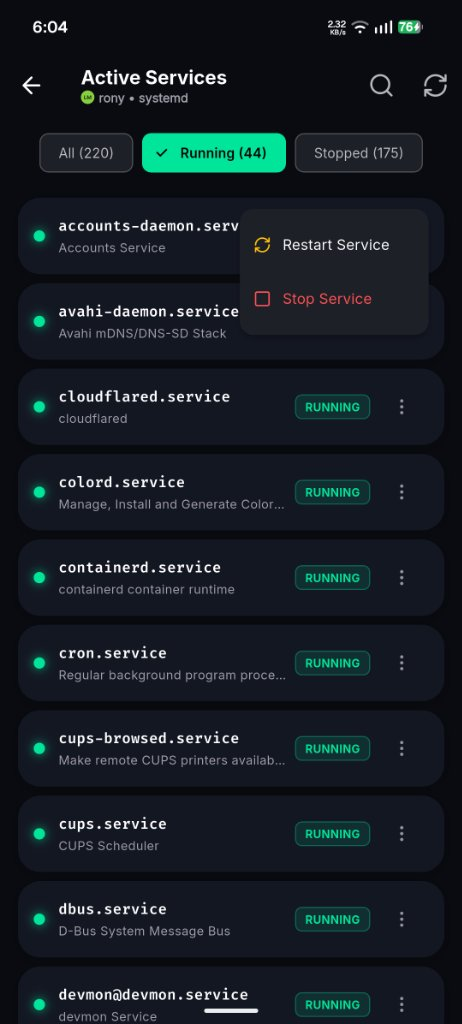 6:04
2.32
KB/s
76
Active Services
LM rony • systemd
All (220)
Running (44)
Stopped (175)
accounts-daemon.serv
Accounts Service
Restart Service
Stop Service
avahi-daemon.service
Avahi mDNS/DNS-SD Stack
cloudflared.service
cloudflared
RUNNING
colord.service
Manage, Install and Generate Color...
RUNNING
containerd.service
containerd container runtime
RUNNING
cron.service
Regular background program proce...
RUNNING
cups-browsed.service
Make remote CUPS printers availab...
RUNNING
cups.service
CUPS Scheduler
RUNNING
dbus.service
D-Bus System Message Bus
RUNNING
devmon@devmon.service
devmon Service
RUNNING